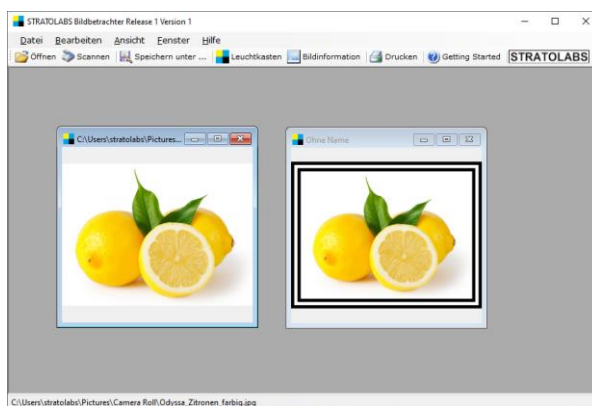 STRATOLABS Bildbetrachter Release 1 Version 1
Datei Bearbeiten Ansicht Fenster Hilfe
Öffnen Scannen Speichern unter ... Leuchtkasten Bildinformation Drucken Getting Started STRATOLABS
C:\Users\stratolabs\Pictures... Ohne Name
C:\Users\stratolabs\Pictures\Camera Roll\Odyssa_Zitronen_farbig.jpg